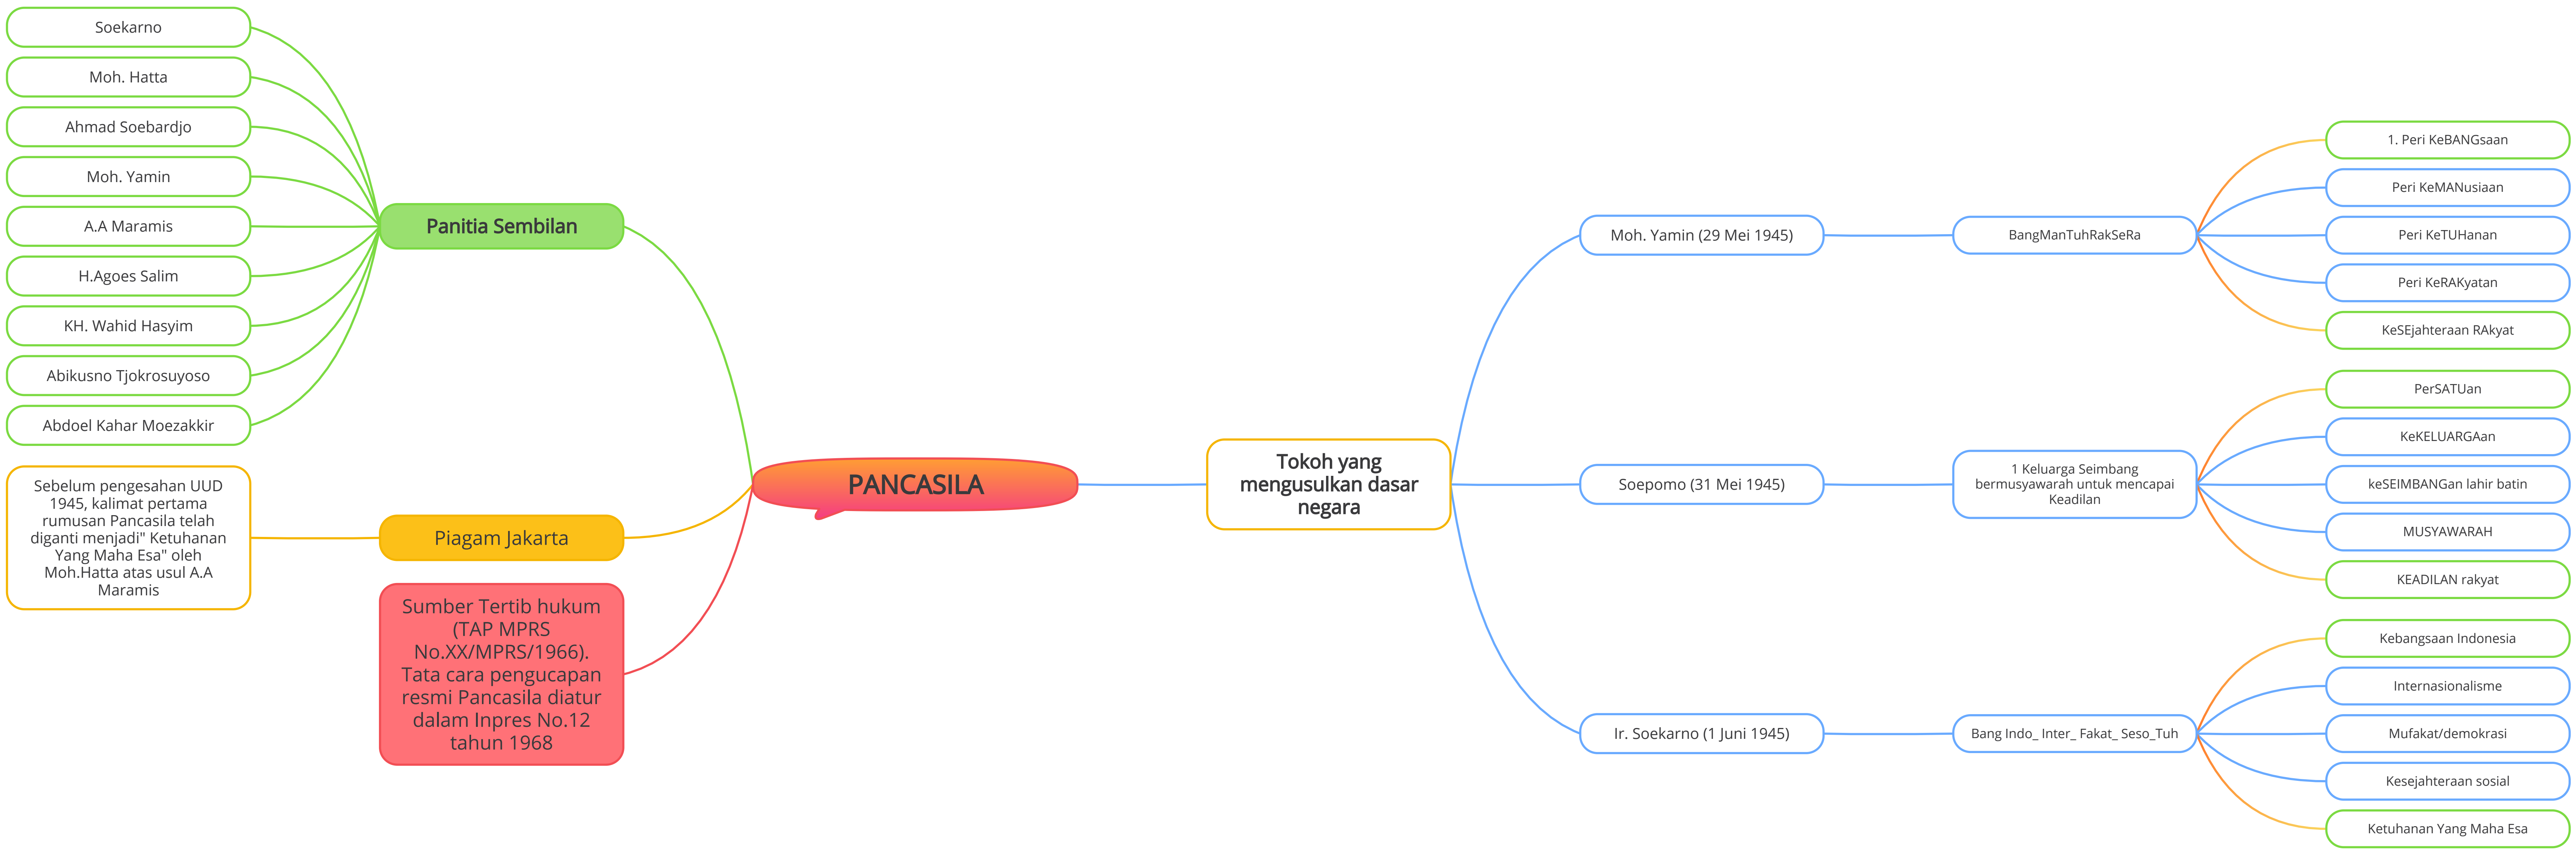 Soekarno
Moh. Hatta
Ahmad Soebardjo
Moh. Yamin
A.A Maramis
H.Agoes Salim
KH. Wahid Hasyim
Abikusno Tjokrosuyoso
Abdoel Kahar Moezakkir
Panitia Sembilan
Sebelum pengesahan UUD
1945, kalimat pertama
rumusan Pancasila telah
diganti menjadi" Ketuhanan
Yang Maha Esa" oleh
Moh.Hatta atas usul A.A
Maramis
Piagam Jakarta
Sumber Tertib hukum
(TAP MPRS
No.XX/MPRS/1966).
Tata cara pengucapan
resmi Pancasila diatur
dalam Inpres No.12
tahun 1968
PANCASILA
Tokoh yang
mengusulkan dasar
negara
Moh. Yamin (29 Mei 1945)
BangManTuhRakSeRa
1. Peri KeBANGsaan
Peri KeMANusiaan
Peri KeTUHanan
Peri KeRAKyatan
KeSEjahteraan RAkyat
Soepomo (31 Mei 1945)
1 Keluarga Seimbang
bermusyawarah untuk mencapai
Keadilan
PerSATUan
KeKELUARGAan
keSEIMBANGan lahir batin
MUSYAWARAH
KEADILAN rakyat
Ir. Soekarno (1 Juni 1945)
Bang Indo_ Inter_ Fakat_ Seso_Tuh
Kebangsaan Indonesia
Internasionalisme
Mufakat/demokrasi
Kesejahteraan sosial
Ketuhanan Yang Maha Esa